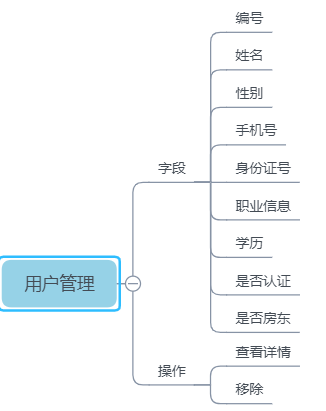 编号
姓名
性别
手机号
字段
身份证号
职业信息
学历
用户管理
是否认证
是否房东
查看详情
操作
移除